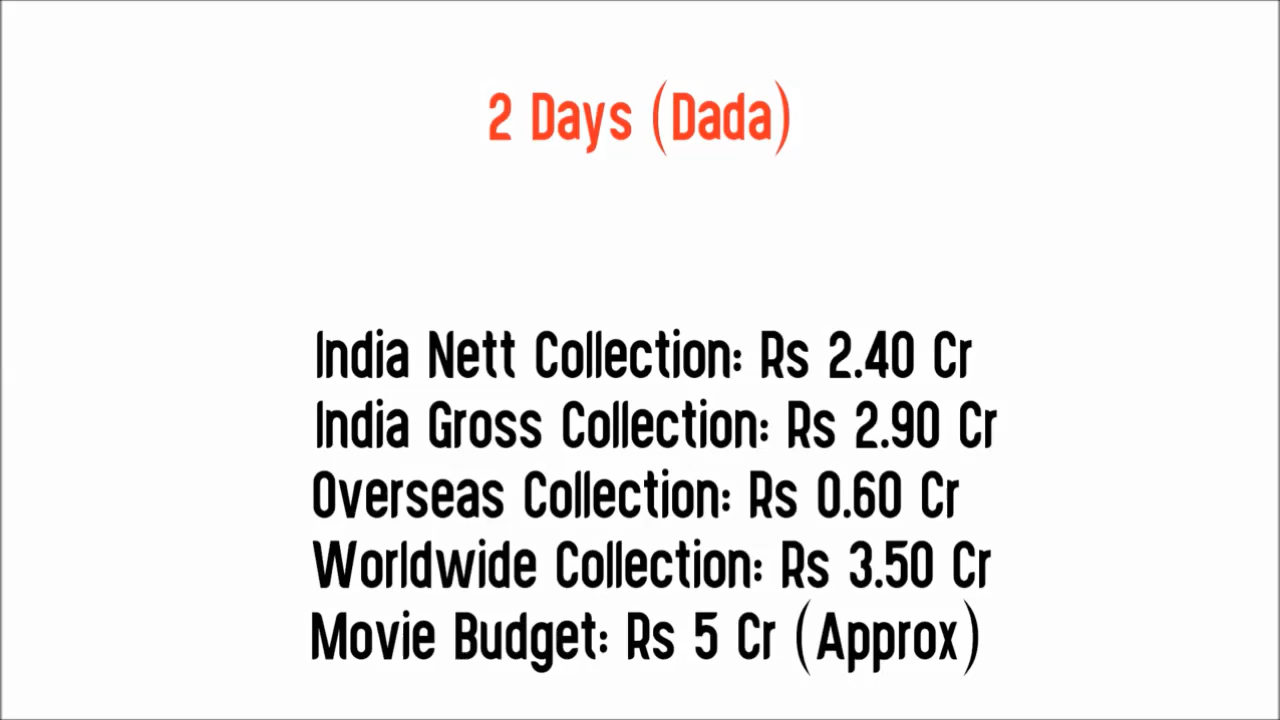 2 Days (Dada)
India Nett Collection: Rs 2.40 Cr
India Gross Collection: Rs 2.90 Cr
Overseas Collection: Rs 0.60 Cr
Worldwide Collection: Rs 3.50 Cr
Movie Budget: Rs 5 Cr (Approx)